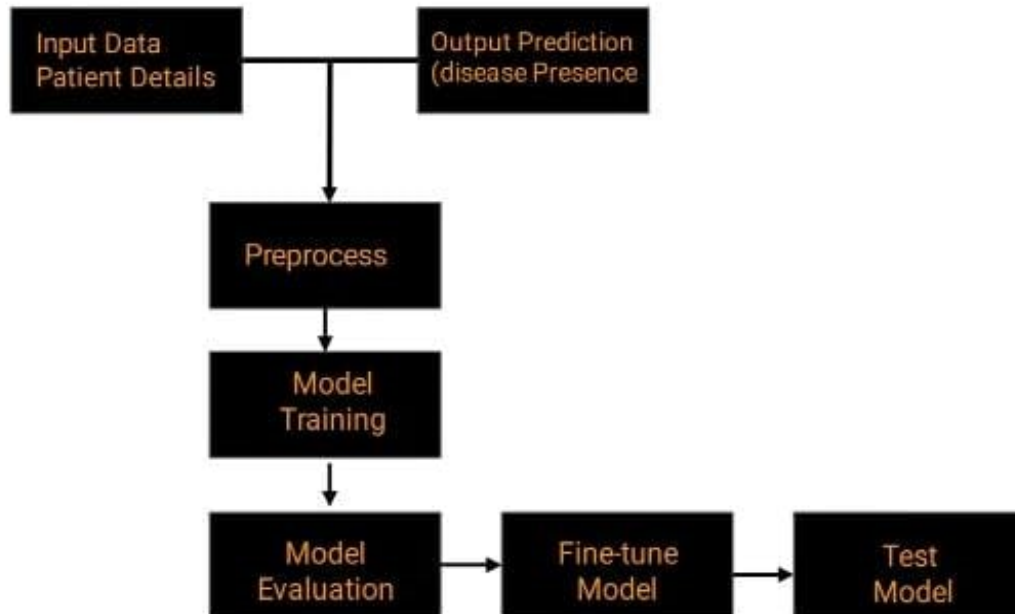 Input Data
Patient Details
Output Prediction
(disease Presence
Preprocess
Model
Training
Model
Evaluation
Fine-tune
Model
Test
Model